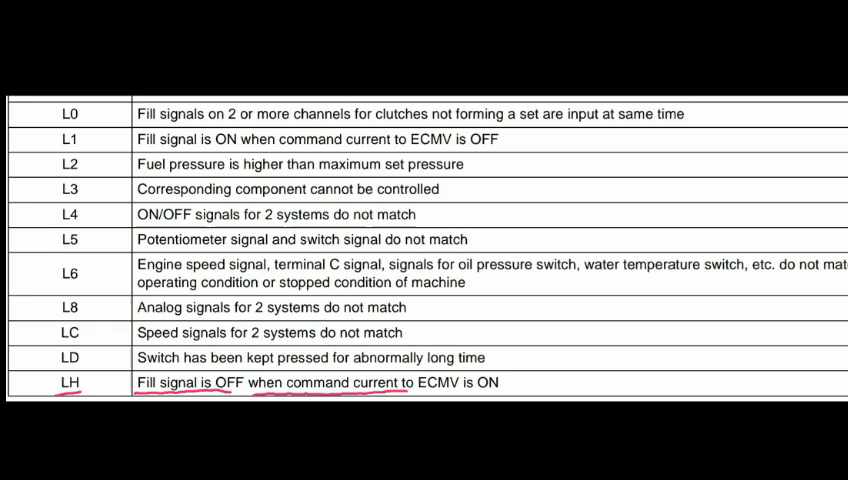 L0 Fill signals on 2 or more channels for clutches not forming a set are input at same time
L1 Fill signal is ON when command current to ECMV is OFF
L2 Fuel pressure is higher than maximum set pressure
L3 Corresponding component cannot be controlled
L4 ON/OFF signals for 2 systems do not match
L5 Potentiometer signal and switch signal do not match
L6 Engine speed signal, terminal C signal, signals for oil pressure switch, water temperature switch, etc. do not
operating condition or stopped condition of machine
L8 Analog signals for 2 systems do not match
LC Speed signals for 2 systems do not match
LD Switch has been kept pressed for abnormally long time
LH Fill signal is OFF when command current to ECMV is ON